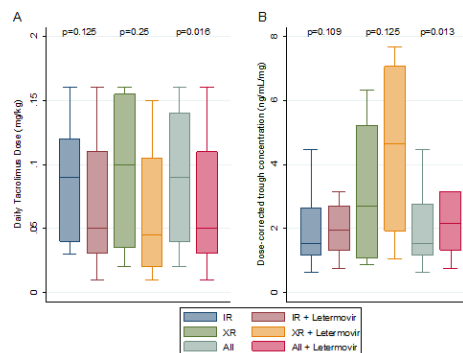 A
B
p=0.125 p=0.25 p=0.016
p=0.109 p=0.125 p=0.013
Daily Tacrolimus Dose (mg/kg)
.2
.15
.1
.05
0
Dose-corrected trough concentration (ng/mL/mg)
8
6
4
2
0
IR IR + Letermovir
XR XR + Letermovir
All All + Letermovir